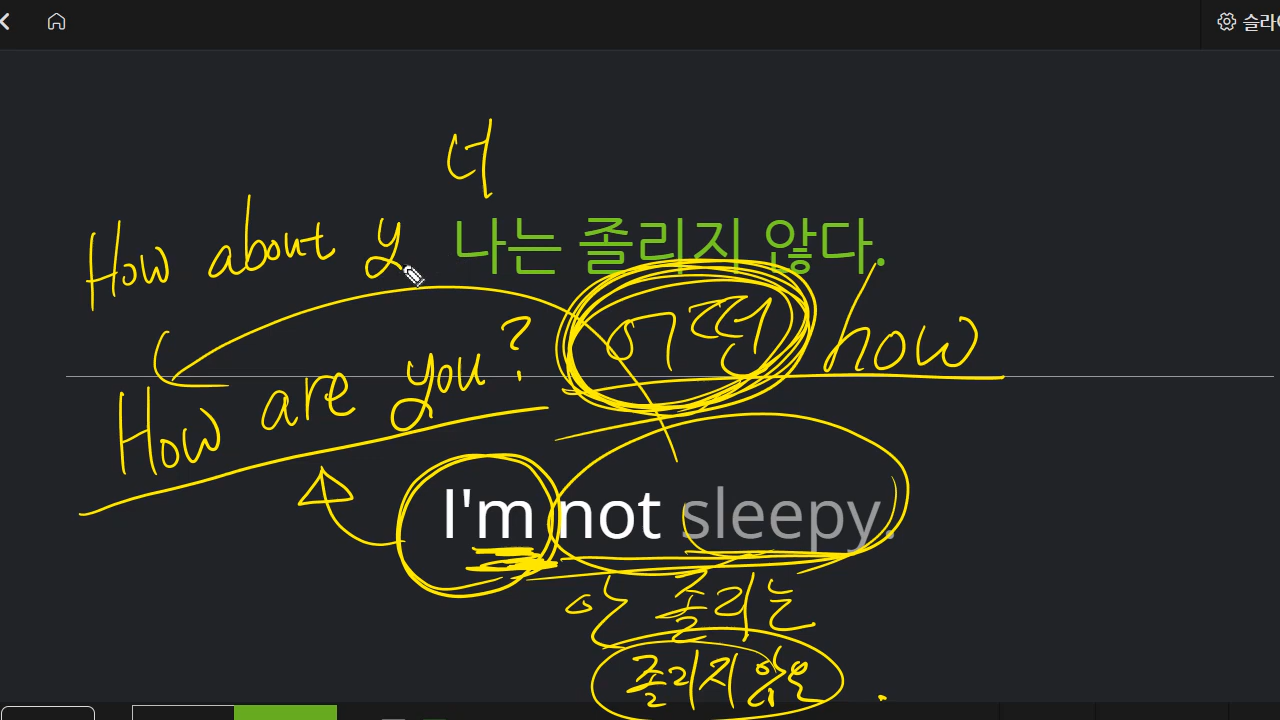 슬라
너
How about y
나는 졸리지 않다.
어떤 how
How are you?
I'm not sleepy.
안 졸리는
졸리지 않은